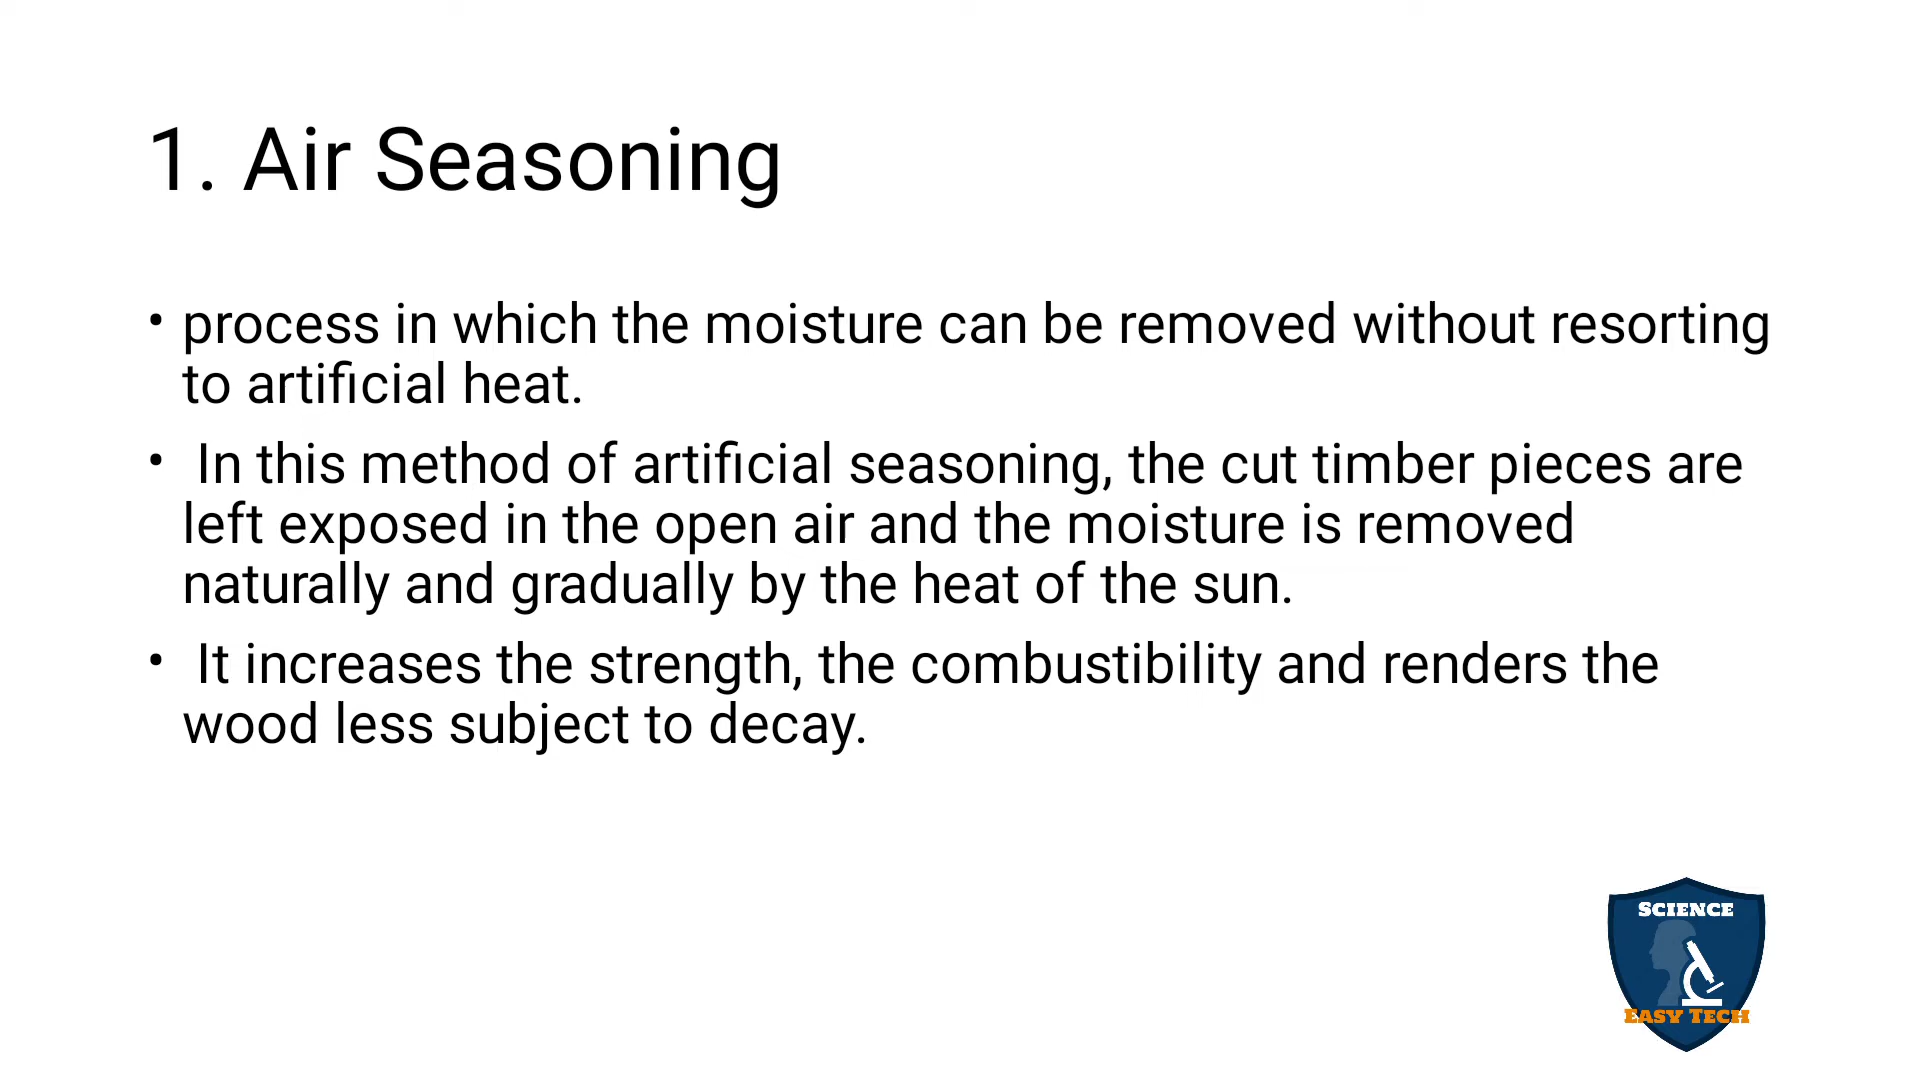 1. Air Seasoning
• process in which the moisture can be removed without resorting
to artificial heat.
• In this method of artificial seasoning, the cut timber pieces are
left exposed in the open air and the moisture is removed
naturally and gradually by the heat of the sun.
• It increases the strength, the combustibility and renders the
wood less subject to decay.
SCIENCE
EASY TECH